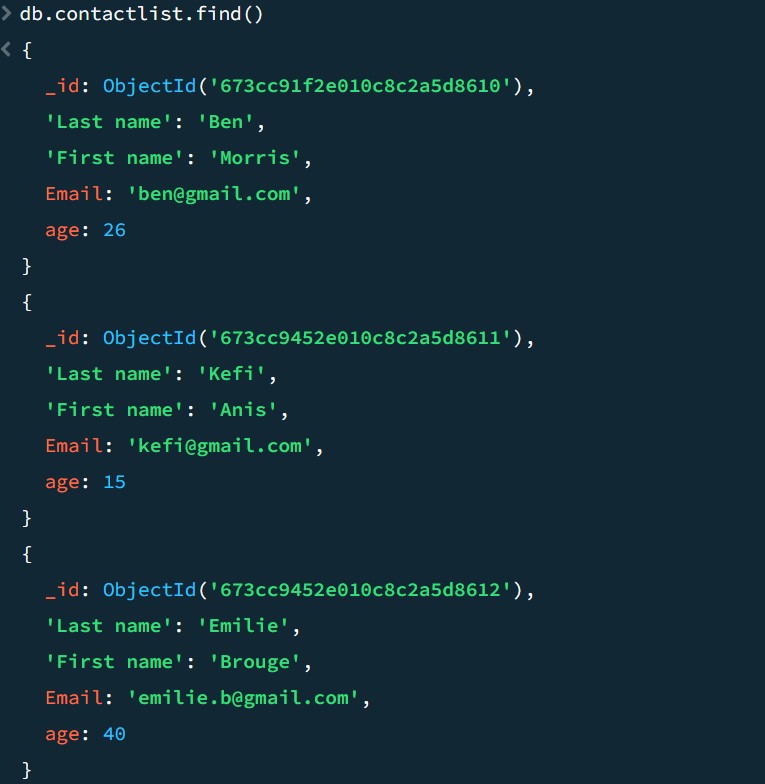 > db.contactlist.find()
< {
_id: ObjectId('673cc91f2e010c8c2a5d8610'),
'Last name': 'Ben',
'First name': 'Morris',
Email: 'ben@gmail.com',
age: 26
}
{
_id: ObjectId('673cc9452e010c8c2a5d8611'),
'Last name': 'Kefi',
'First name': 'Anis',
Email: 'kefi@gmail.com',
age: 15
}
{
_id: ObjectId('673cc9452e010c8c2a5d8612'),
'Last name': 'Emilie',
'First name': 'Brouge',
Email: 'emilie.b@gmail.com',
age: 40
}